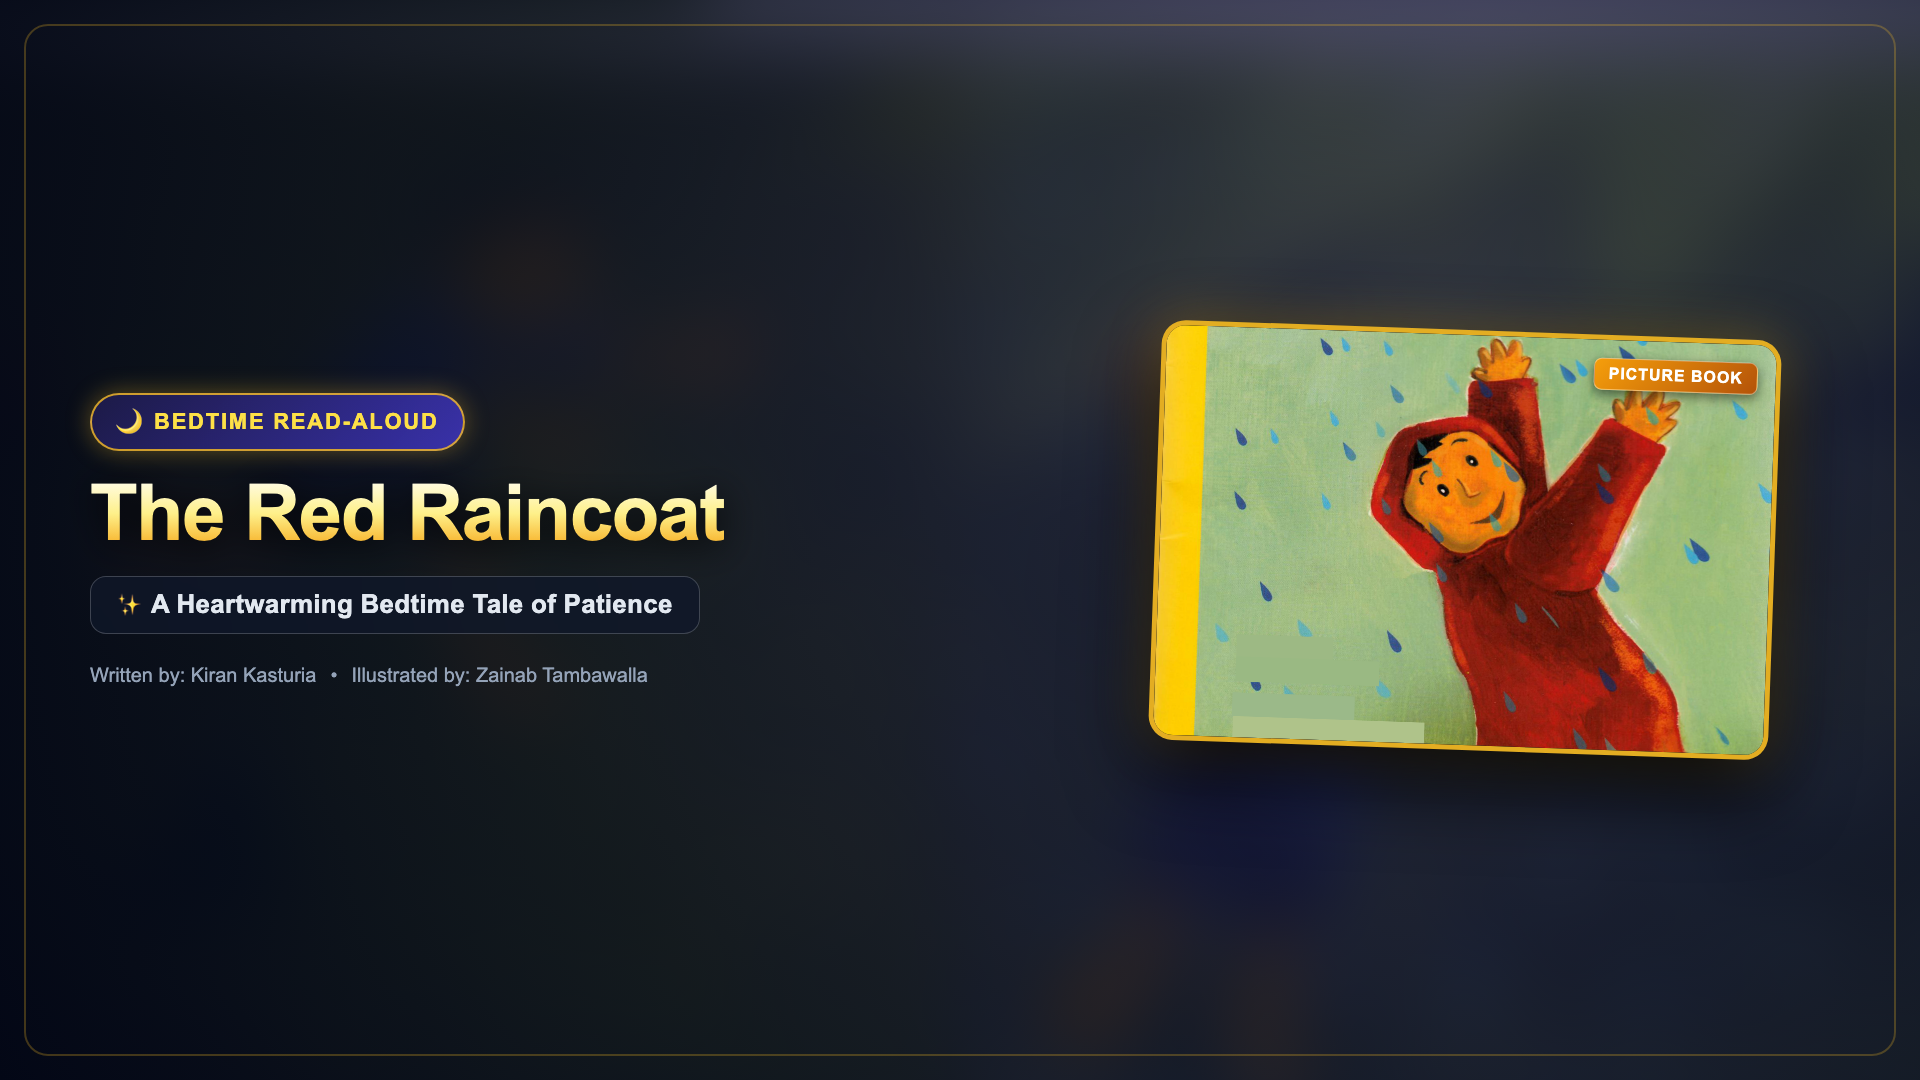 🌙 BEDTIME READ-ALOUD
The Red Raincoat
✨ A Heartwarming Bedtime Tale of Patience
Written by: Kiran Kasturia • Illustrated by: Zainab Tambawalla
PICTURE BOOK